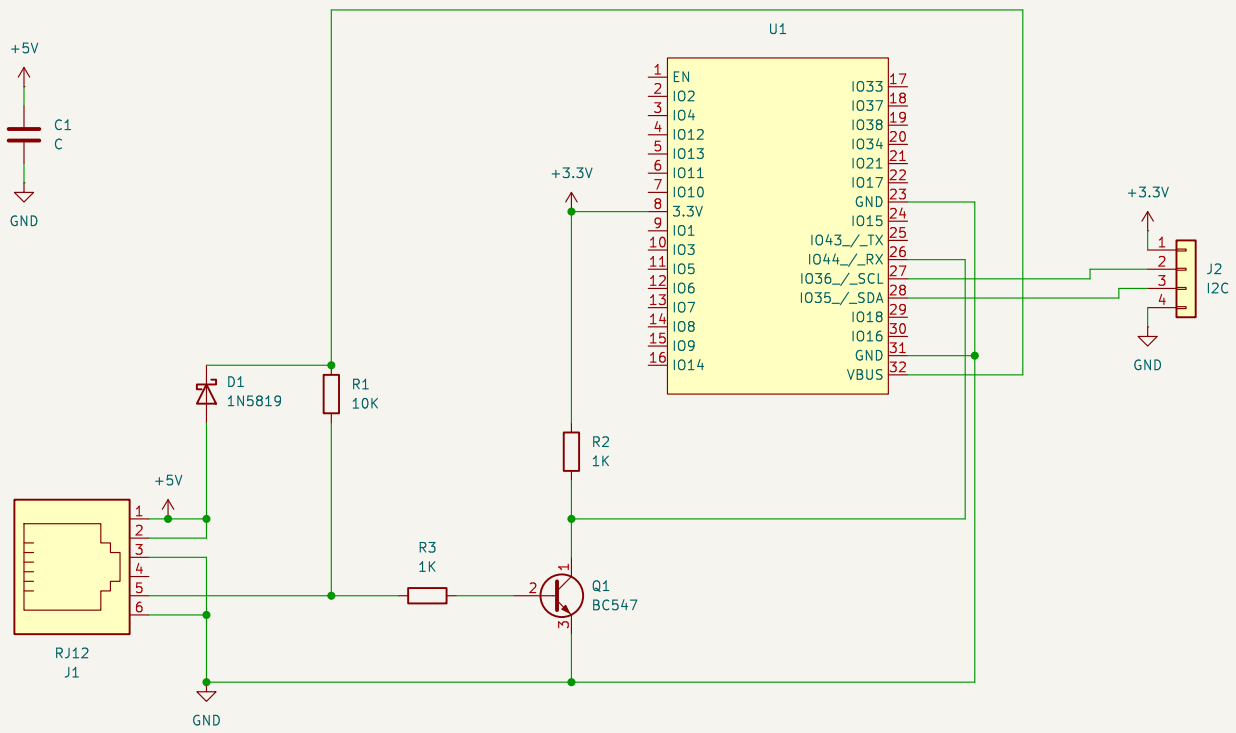 +5V
C1
C
GND
U1
1 EN
2 IO2
3 IO4
4 IO12
5 IO13
6 IO11
7 IO10
8 3.3V
9 IO1
10 IO3
11 IO5
12 IO6
13 IO7
14 IO8
15 IO9
16 IO14
IO33 17
IO37 18
IO38 19
IO34 20
IO21 21
IO17 22
GND 23
IO15 24
IO43_/_TX 25
IO44_/_RX 26
IO36_/_SCL 27
IO35_/_SDA 28
IO18 29
IO16 30
GND 31
VBUS 32
+3.3V
+3.3V
1
2
3
4
J2
I2C
GND
D1
1N5819
R1
10K
R2
1K
+5V
1
2
3
4
5
6
RJ12
J1
R3
1K
1
2
3
Q1
BC547
GND